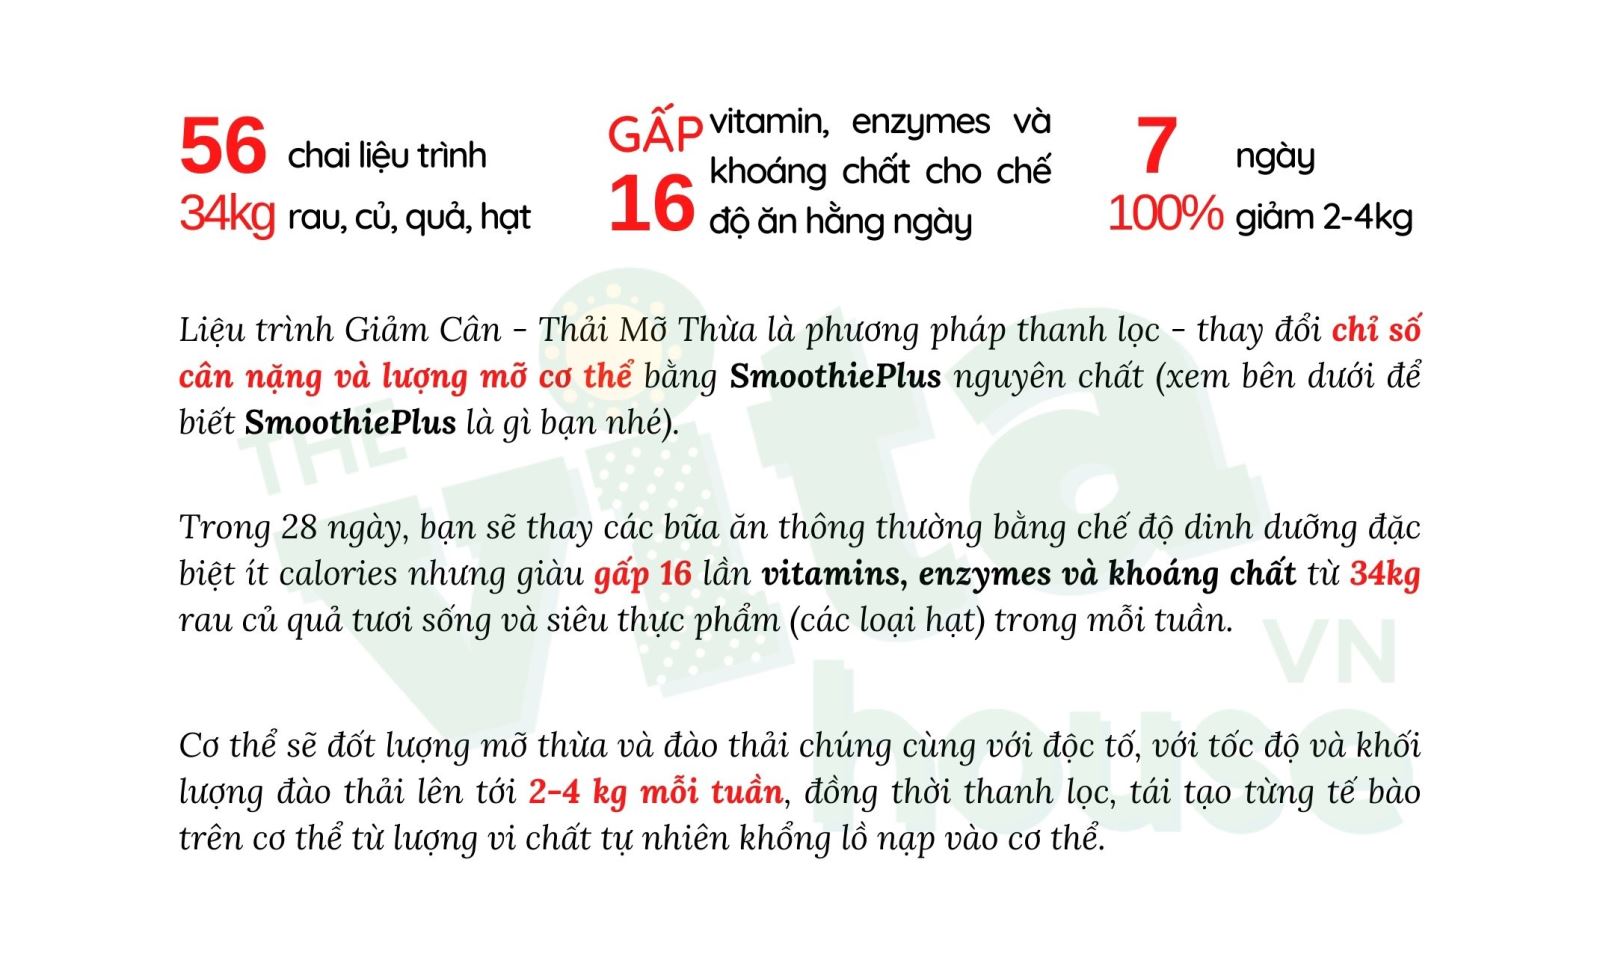 56 chai liệu trình
34kg rau, củ, quả, hạt
GẤP 16 vitamin, enzymes và
khoáng chất cho chế
độ ăn hằng ngày
7 ngày
100% giảm 2-4kg
Liệu trình Giảm Cân - Thải Mỡ Thừa là phương pháp thanh lọc - thay đổi chỉ số
cân nặng và lượng mỡ cơ thể bằng SmoothiePlus nguyên chất (xem bên dưới để
biết SmoothiePlus là gì bạn nhé).
Trong 28 ngày, bạn sẽ thay các bữa ăn thông thường bằng chế độ dinh dưỡng đặc
biệt ít calories nhưng giàu gấp 16 lần vitamins, enzymes và khoáng chất từ 34kg
rau củ quả tươi sống và siêu thực phẩm (các loại hạt) trong mỗi tuần.
Cơ thể sẽ đốt lượng mỡ thừa và đào thải chúng cùng với độc tố, với tốc độ và khối
lượng đào thải lên tới 2-4 kg mỗi tuần, đồng thời thanh lọc, tái tạo từng tế bào
trên cơ thể từ lượng vi chất tự nhiên khổng lồ nạp vào cơ thể.
THE
vita
house
VN